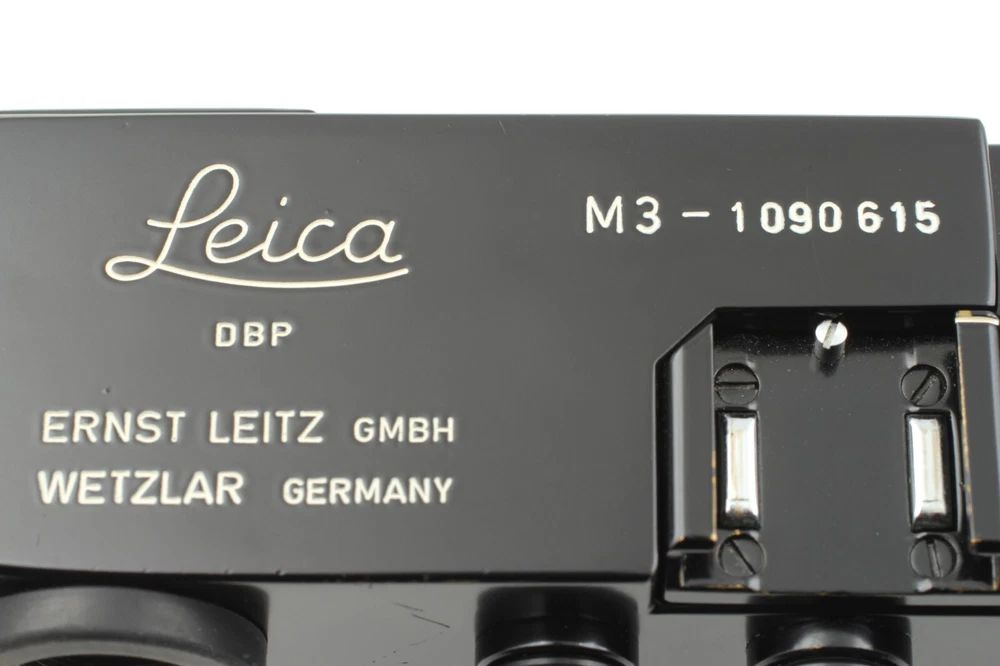 Leica
M3 - 1090615
DBP
ERNST LEITZ GMBH
WETZLAR GERMANY